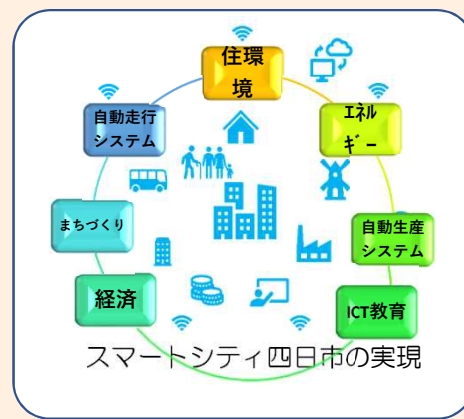 住環
境
エネル
ギー
自動走行
システム
まちづくり
自動生産
システム
経済
ICT教育
スマートシティ四日市の実現